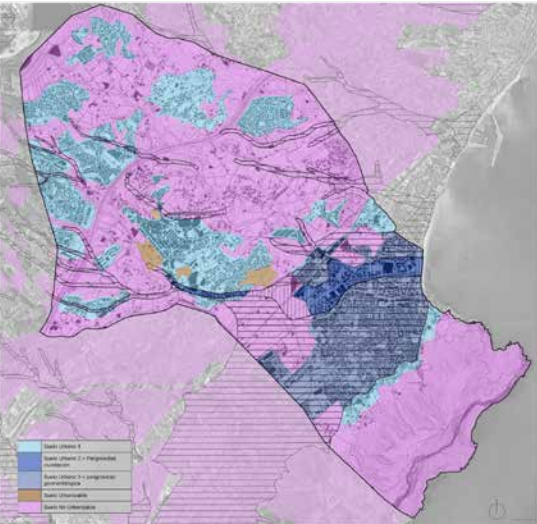 Suelo Urbano 1
Suelo Urbano 2 + Peligrosidad
inundación
Suelo Urbano 3 + peligrosidad
geomorfológica
Suelo Urbanizable
Suelo No Urbanizable